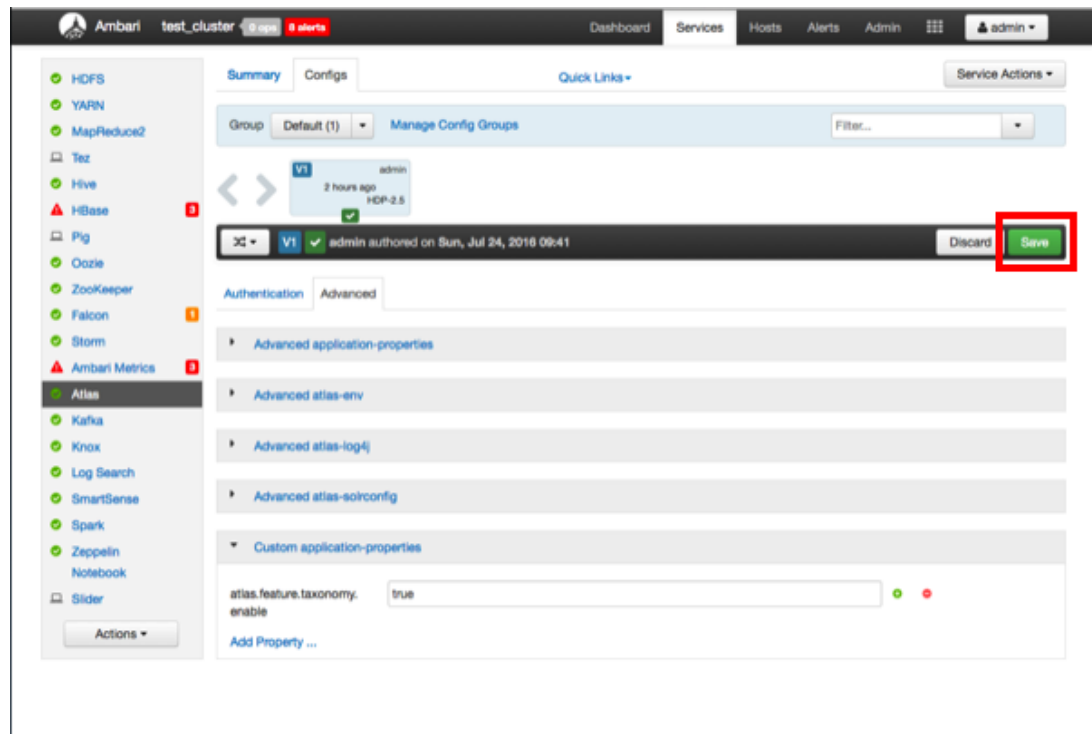 Ambari test_cluster 0 ops 8 alerts Dashboard Services Hosts Alerts Admin admin
HDFS
YARN
MapReduce2
Tez
Hive
HBase 3
Pig
Oozie
ZooKeeper
Falcon 1
Storm
Ambari Metrics 3
Atlas
Kafka
Knox
Log Search
SmartSense
Spark
Zeppelin
Notebook
Slider
Actions
Summary Configs Quick Links Service Actions
Group Default (1) Manage Config Groups Filter...
V1 admin
2 hours ago
HDP-2.5
V1 admin authored on Sun, Jul 24, 2016 09:41 Discard Save
Authentication Advanced
Advanced application-properties
Advanced atlas-env
Advanced atlas-log4j
Advanced atlas-solrconfig
Custom application-properties
atlas.feature.taxonomy. true
enable
Add Property ...